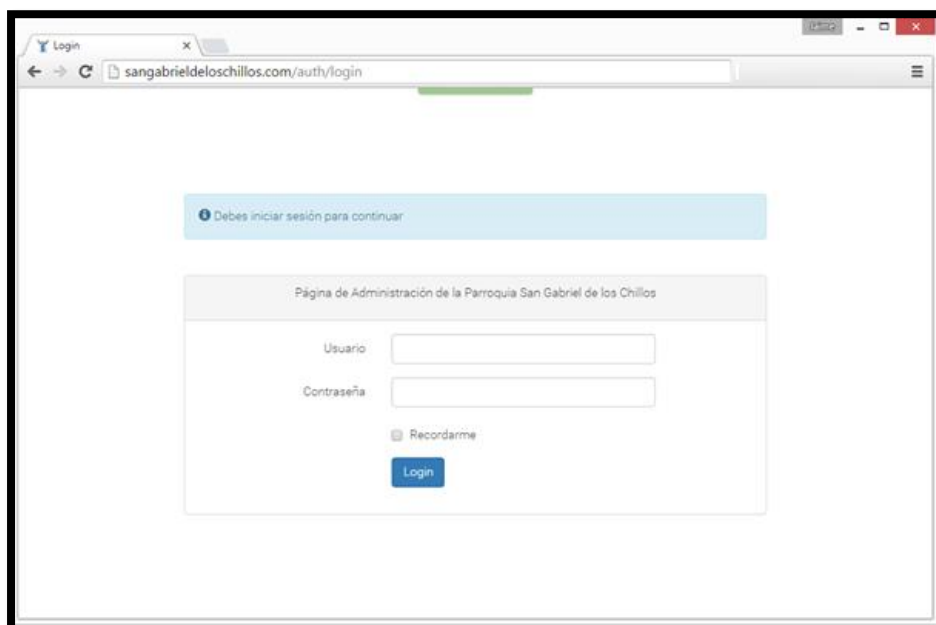 Login
sangabrieldeloschillos.com/auth/login
Debes iniciar sesión para continuar
Página de Administración de la Parroquia San Gabriel de los Chillos
Usuario
Contraseña
Recordarme
Login